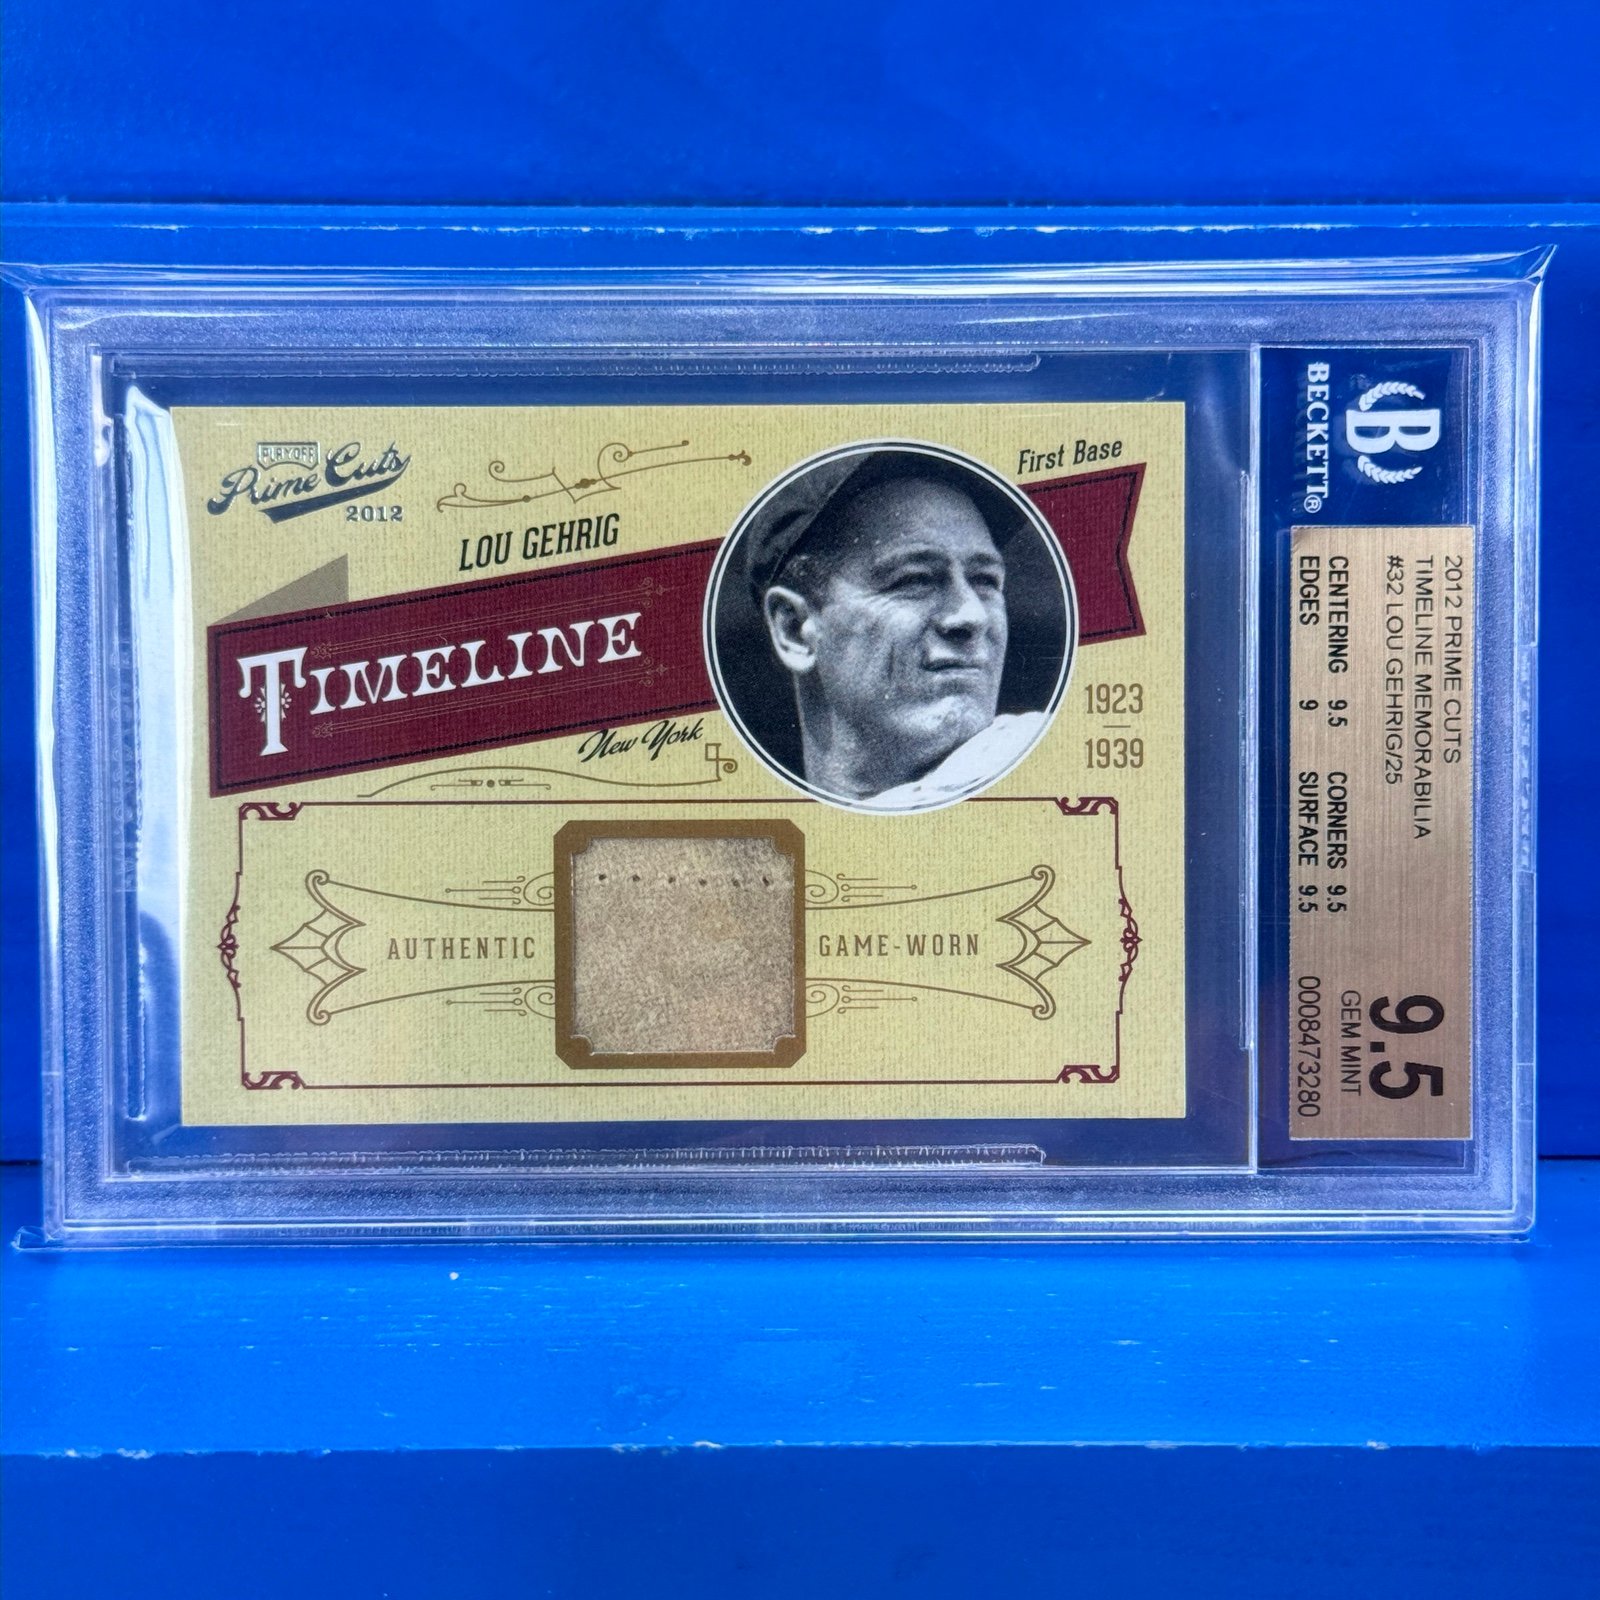 PLAYOFF
Prime Cuts
2012
LOU GEHRIG
First Base
TIMELINE
New York
1923
1939
AUTHENTIC
GAME-WORN
B
BECKETT®
2012 PRIME CUTS
TIMELINE MEMORABILIA
#32 LOU GEHRIG/25
CENTERING 9.5 CORNERS 9.5
EDGES 9 SURFACE 9.5
9.5
GEM MINT
0008473280